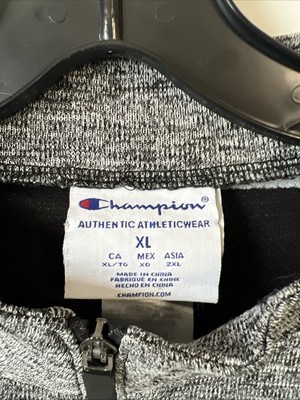 Champion
AUTHENTIC ATHLETICWEAR
XL
CA MEX ASIA
XL/TG XG 2XL
MADE IN CHINA
FABRIQUÉ EN CHINE
HECHO EN CHINA
CHAMPION.COM